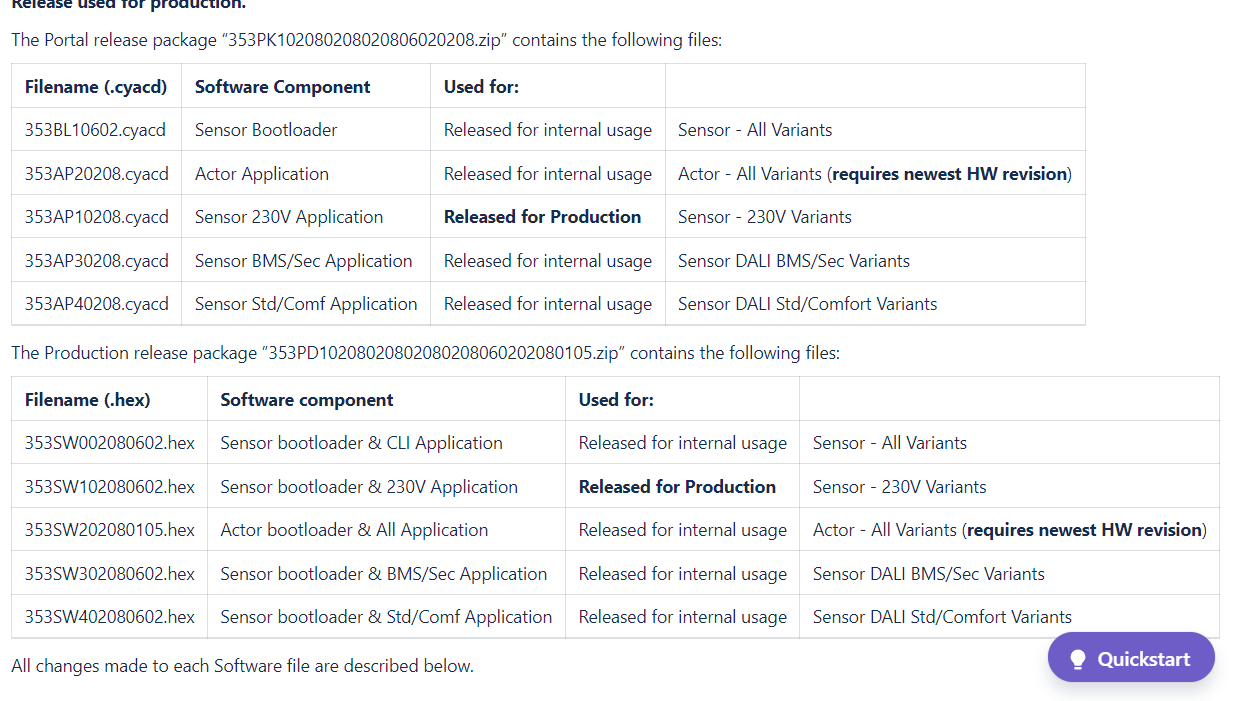 Release used for production.
The Portal release package “353PK102080208020806020208.zip” contains the following files:
Filename (.cyacd) Software Component Used for:
353BL10602.cyacd Sensor Bootloader Released for internal usage Sensor - All Variants
353AP20208.cyacd Actor Application Released for internal usage Actor - All Variants (requires newest HW revision)
353AP10208.cyacd Sensor 230V Application Released for Production Sensor - 230V Variants
353AP30208.cyacd Sensor BMS/Sec Application Released for internal usage Sensor DALI BMS/Sec Variants
353AP40208.cyacd Sensor Std/Comf Application Released for internal usage Sensor DALI Std/Comfort Variants
The Production release package “353PD10208020802080208060202080105.zip” contains the following files:
Filename (.hex) Software component Used for:
353SW002080602.hex Sensor bootloader & CLI Application Released for internal usage Sensor - All Variants
353SW102080602.hex Sensor bootloader & 230V Application Released for Production Sensor - 230V Variants
353SW202080105.hex Actor bootloader & All Application Released for internal usage Actor - All Variants (requires newest HW revision)
353SW302080602.hex Sensor bootloader & BMS/Sec Application Released for internal usage Sensor DALI BMS/Sec Variants
353SW402080602.hex Sensor bootloader & Std/Comf Application Released for internal usage Sensor DALI Std/Comfort Variants
All changes made to each Software file are described below.
Quickstart